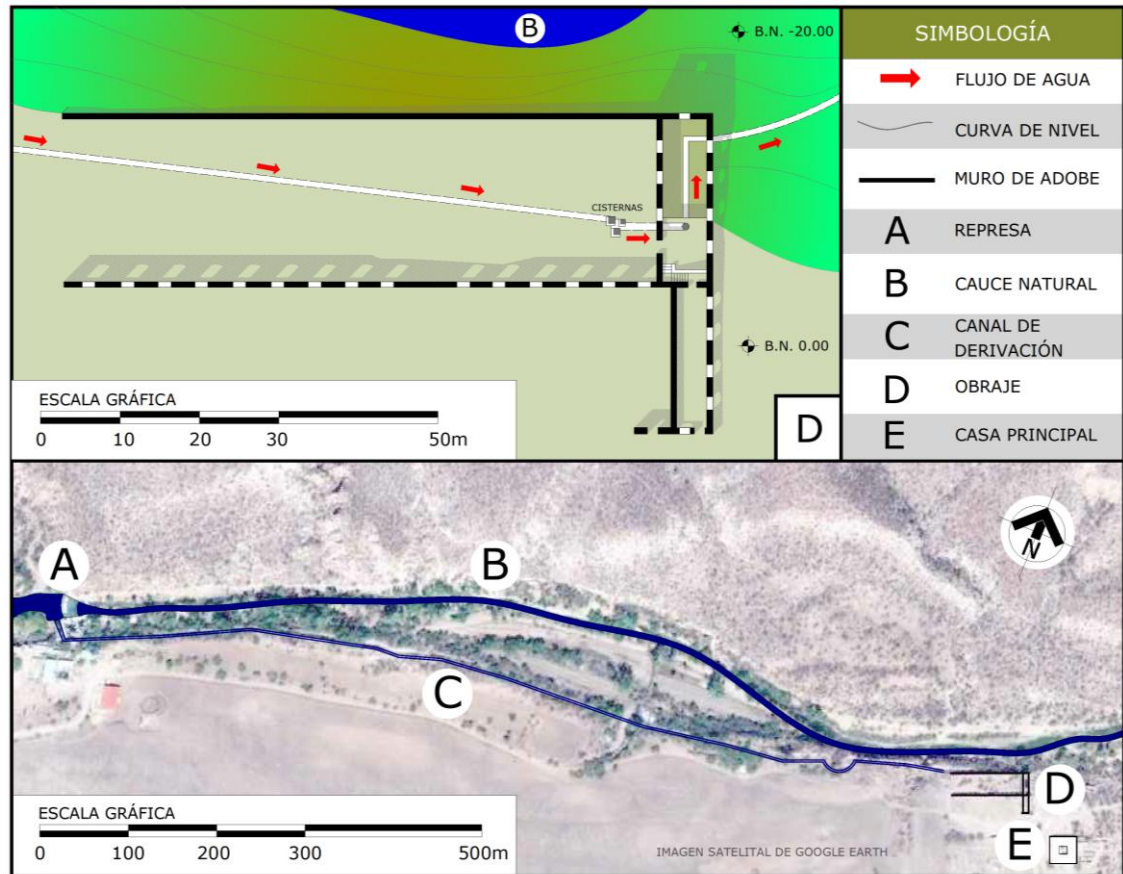 B
B.N. -20.00
CISTERNAS
B.N. 0.00
ESCALA GRÁFICA
0 10 20 30 50m
D
SIMBOLOGÍA
FLUJO DE AGUA
CURVA DE NIVEL
MURO DE ADOBE
A REPRESA
B CAUCE NATURAL
C CANAL DE
DERIVACIÓN
D OBRAJE
E CASA PRINCIPAL
A
B
N
C
D
E
ESCALA GRÁFICA
0 100 200 300 500m
IMAGEN SATELITAL DE GOOGLE EARTH